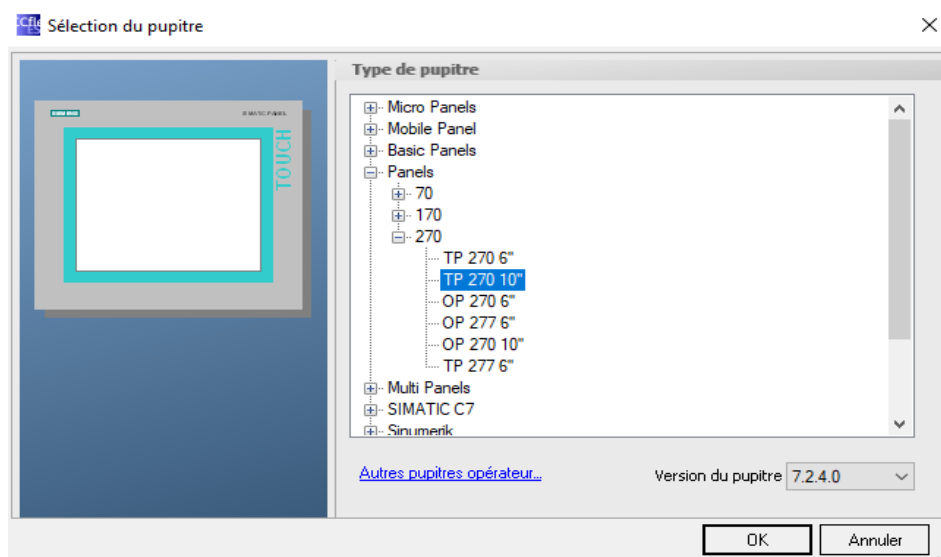 Sélection du pupitre
Type de pupitre
SIMATIC PANEL
TOUCH
Micro Panels
Mobile Panel
Basic Panels
Panels
70
170
270
TP 270 6"
TP 270 10"
OP 270 6"
OP 277 6"
OP 270 10"
TP 277 6"
Multi Panels
SIMATIC C7
Sinumerik
Autres pupitres opérateur...
Version du pupitre 7.2.4.0
OK Annuler